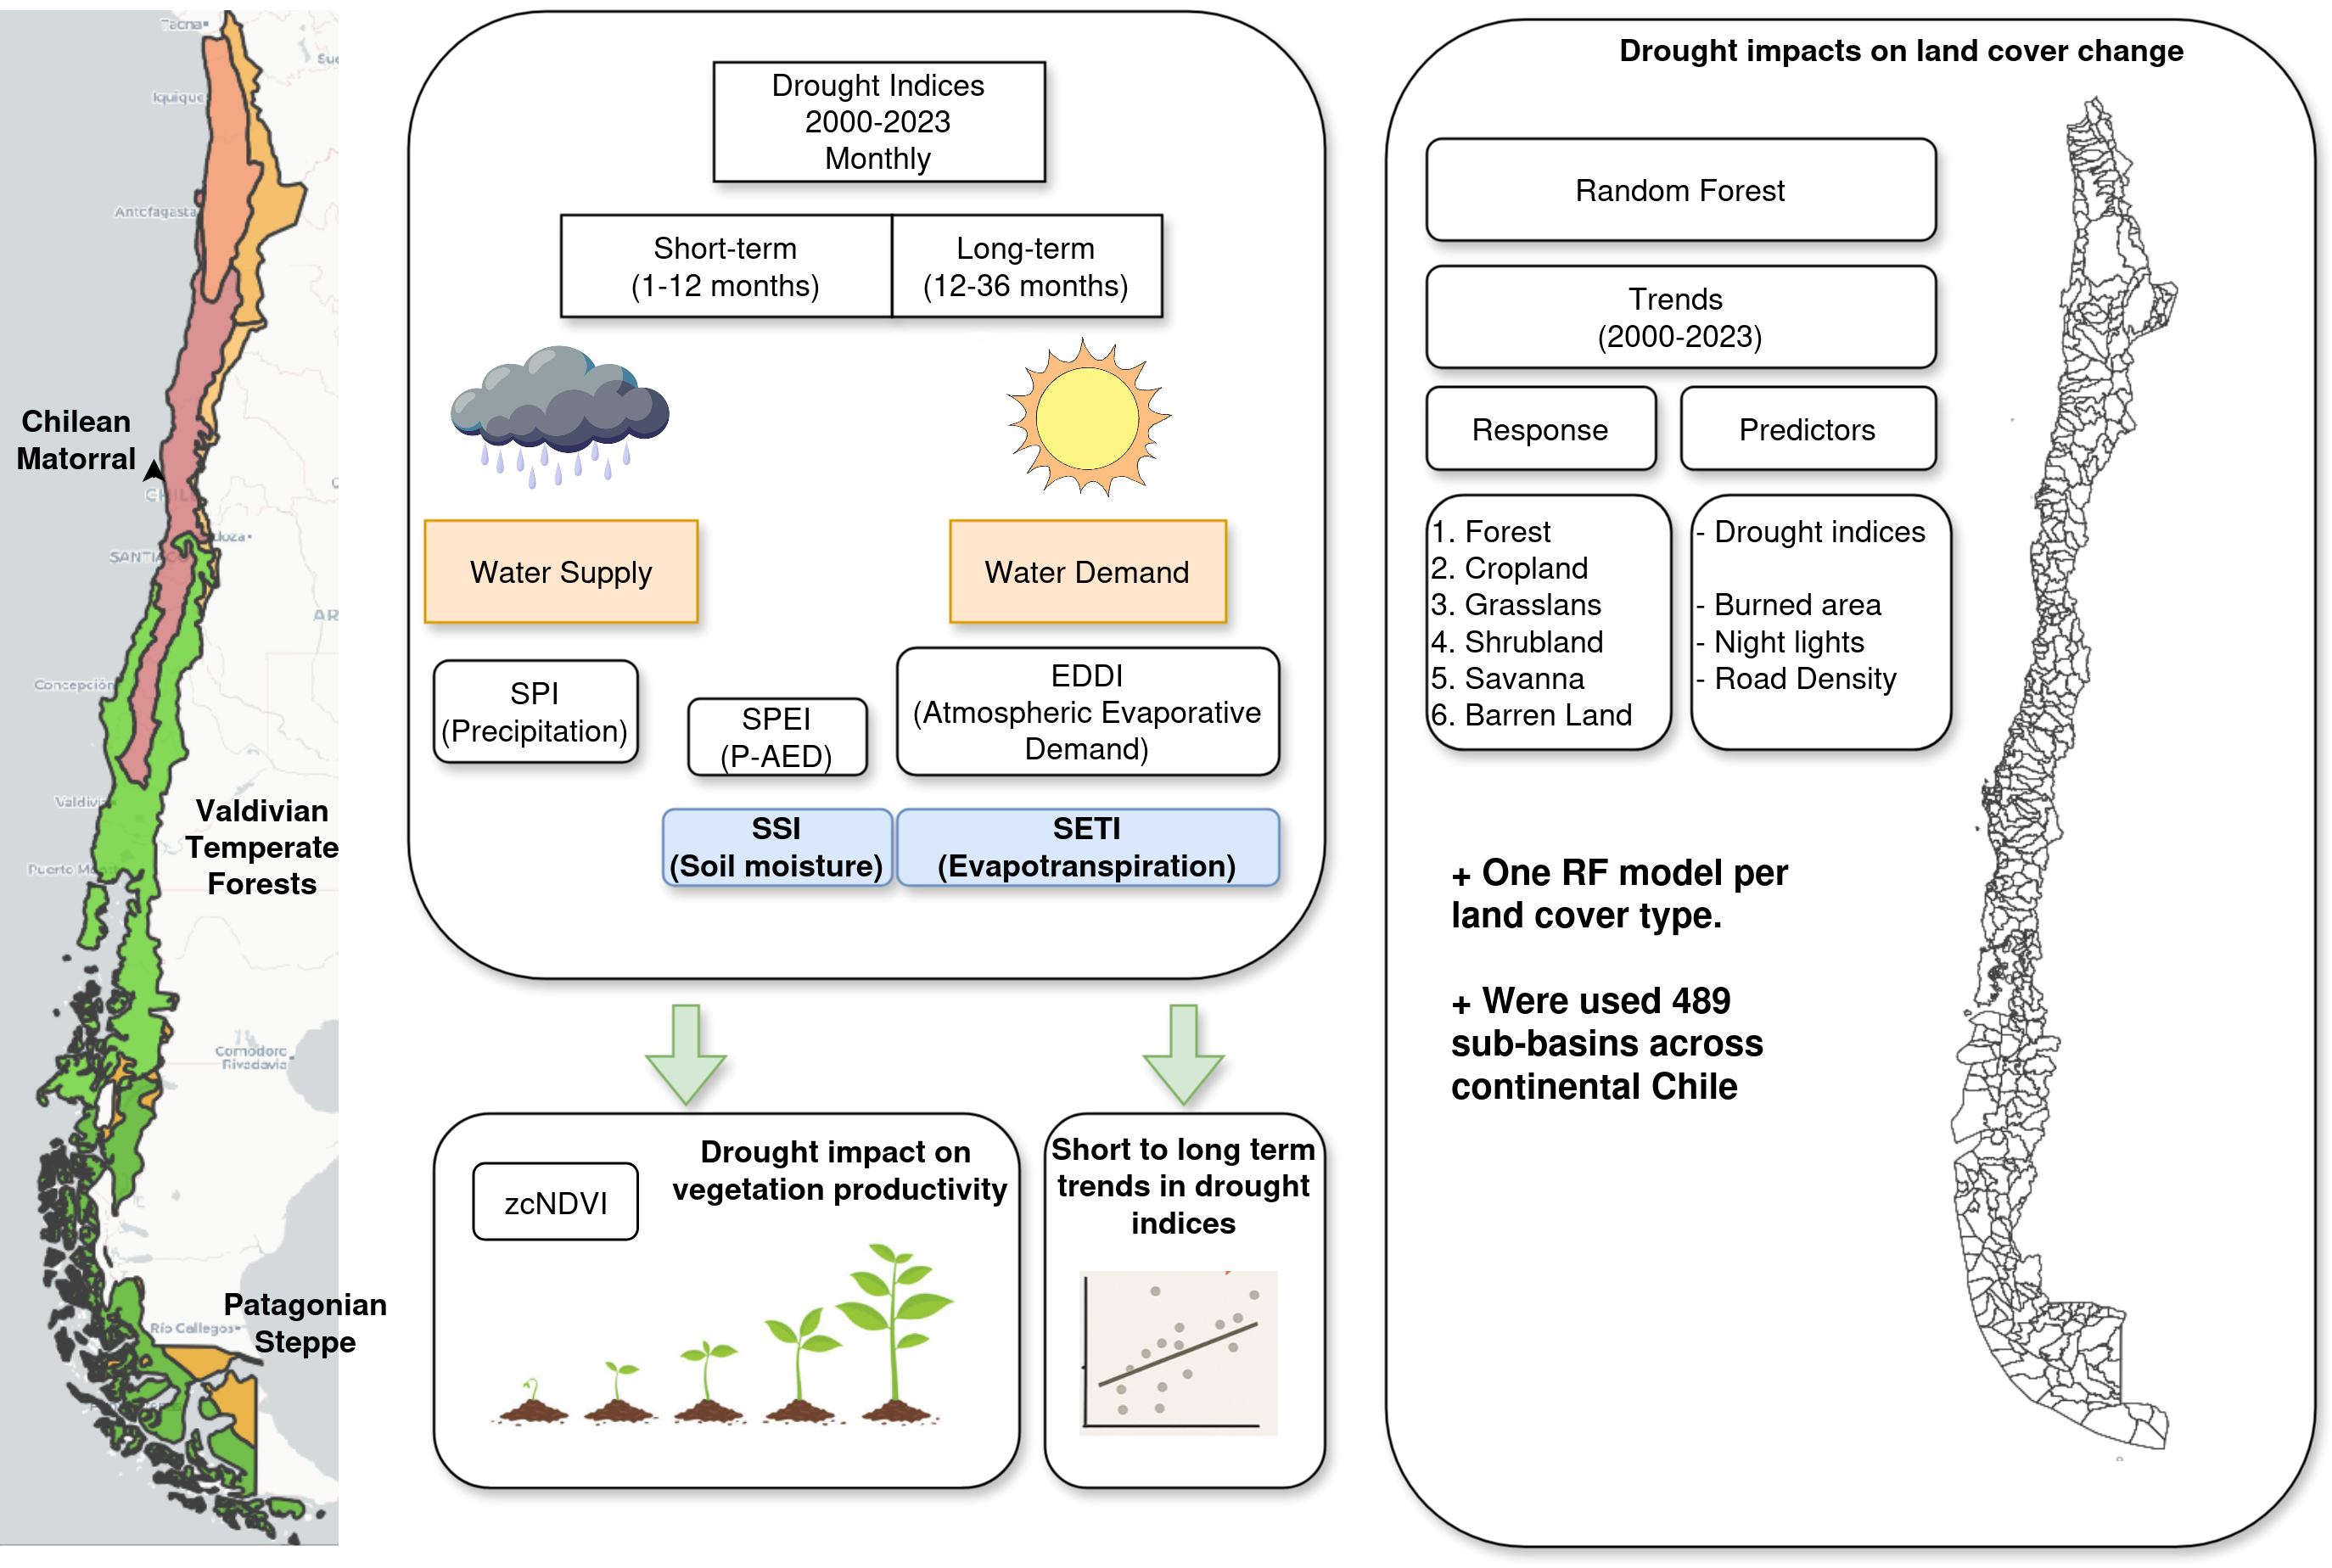 Tacna
Iquique
Antofagasta
Chilean
Matorral
CHILE
SANTIAGO
Concepción
Valdivia
Valdivian
Temperate
Forests
Comodoro
Rivadavia
Patagonian
Steppe
Río Gallegos
Drought Indices
2000-2023
Monthly
Short-term
(1-12 months)
Long-term
(12-36 months)
Water Supply
Water Demand
SPI
(Precipitation)
SPEI
(P-AED)
EDDI
(Atmospheric Evaporative
Demand)
SSI
(Soil moisture)
SETI
(Evapotranspiration)
zcNDVI
Drought impact on
vegetation productivity
Short to long term
trends in drought
indices
Drought impacts on land cover change
Random Forest
Trends
(2000-2023)
Response
Predictors
1. Forest
2. Cropland
3. Grasslans
4. Shrubland
5. Savanna
6. Barren Land
- Drought indices
- Burned area
- Night lights
- Road Density
+ One RF model per
land cover type.
+ Were used 489
sub-basins across
continental Chile